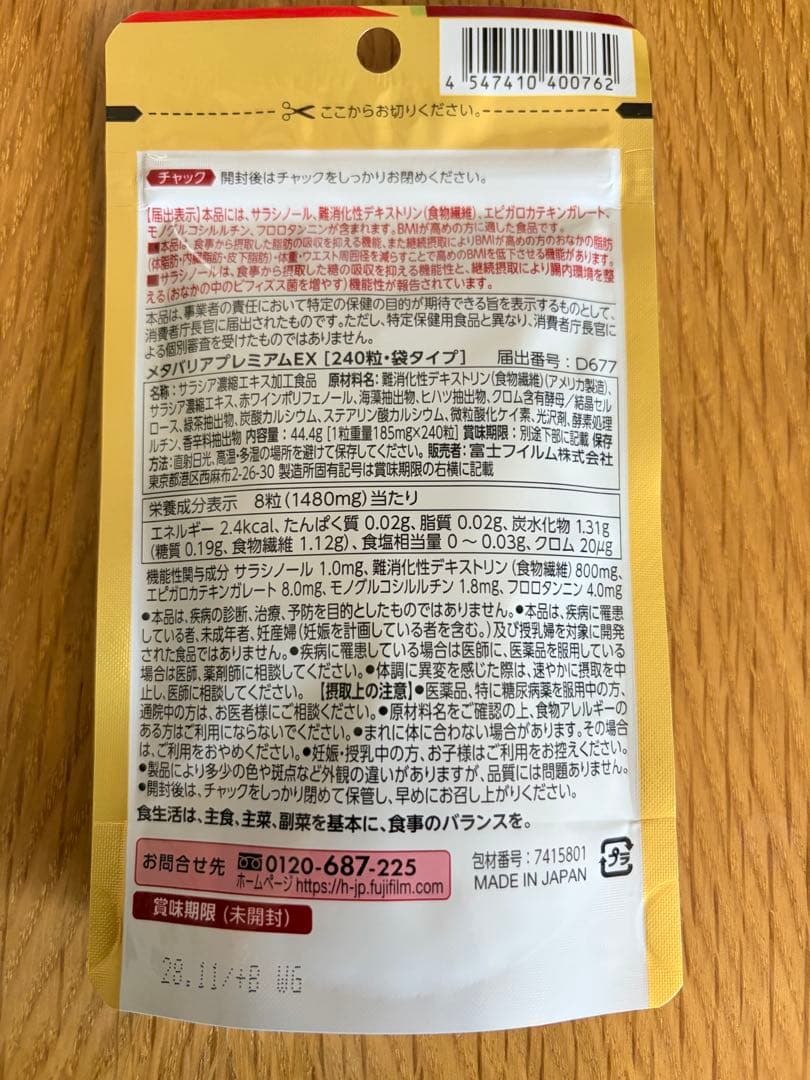 4 547410 400762
ここからお切りください。
チャック 開封後はチャックをしっかりお閉めください。
【届出表示】本品には、サラシノール、難消化性デキストリン(食物繊維)、エピガロカテキンガレート、
モノグルコシルルチン、フロロタンニンが含まれます。BMIが高めの方に適した食品です。
■本品は、食事から摂取した脂肪の吸収を抑える機能、また継続摂取によりBMIが高めの方のおなかの脂肪
(体脂肪・内臓脂肪・皮下脂肪)・体重・ウエスト周囲径を減らすことで高めのBMIを低下させる機能があります。
■サラシノールは、食事から摂取した糖の吸収を抑える機能性と、継続摂取により腸内環境を整
える(おなかの中のビフィズス菌を増やす)機能性が報告されています。
本品は、事業者の責任において特定の保健の目的が期待できる旨を表示するものとして、
消費者庁長官に届出されたものです。ただし、特定保健用食品と異なり、消費者庁長官に
よる個別審査を受けたものではありません。
メタバリアプレミアムEX [240粒・袋タイプ] 届出番号:D677
名称:サラシア濃縮エキス加工食品 原材料名:難消化性デキストリン(食物繊維)(アメリカ製造)、
サラシア濃縮エキス、赤ワインポリフェノール、海藻抽出物、ヒハツ抽出物、クロム含有酵母/結晶セル
ロース、緑茶抽出物、炭酸カルシウム、ステアリン酸カルシウム、微粒酸化ケイ素、光沢剤、酵素処理
ルチン、香辛料抽出物 内容量:44.4g [1粒重量185mg×240粒] 賞味期限:別途下部に記載 保存
方法:直射日光、高温・多湿の場所を避けて保存してください。 販売者:富士フイルム株式会社
東京都港区西麻布2-26-30 製造所固有記号は賞味期限の右横に記載
栄養成分表示 8粒(1480mg)当たり
エネルギー 2.4kcal、たんぱく質 0.02g、脂質 0.02g、炭水化物 1.31g
(糖質 0.19g、食物繊維 1.12g)、食塩相当量 0~0.03g、クロム 20μg
機能性関与成分 サラシノール 1.0mg、難消化性デキストリン(食物繊維) 800mg、
エピガロカテキンガレート 8.0mg、モノグルコシルルチン 1.8mg、フロロタンニン 4.0mg
●本品は、疾病の診断、治療、予防を目的としたものではありません。●本品は、疾病に罹患
している者、未成年者、妊産婦(妊娠を計画している者を含む。)及び授乳婦を対象に開発
された食品ではありません。●疾病に罹患している場合は医師に、医薬品を服用している
場合は医師、薬剤師に相談してください。●体調に異変を感じた際は、速やかに摂取を中
止し、医師に相談してください。 【摂取上の注意】●医薬品、特に糖尿病薬を服用中の方、
通院中の方は、お医者様にご相談ください。●原材料名をご確認の上、食物アレルギーの
ある方はご利用にならないでください。●まれに体に合わない場合があります。その場合
は、ご利用をおやめください。●妊娠・授乳中の方、お子様はご利用をお控えください。
●製品により多少の色や斑点など外観の違いがありますが、品質には問題ありません。
●開封後は、チャックをしっかり閉めて保管し、早めにお召し上がりください。
食生活は、主食、主菜、副菜を基本に、食事のバランスを。
お問合せ先 0120-687-225
ホームページ https://h-jp.fujifilm.com
包材番号:7415801
MADE IN JAPAN
プラ
賞味期限(未開封)
28.11/+B W6